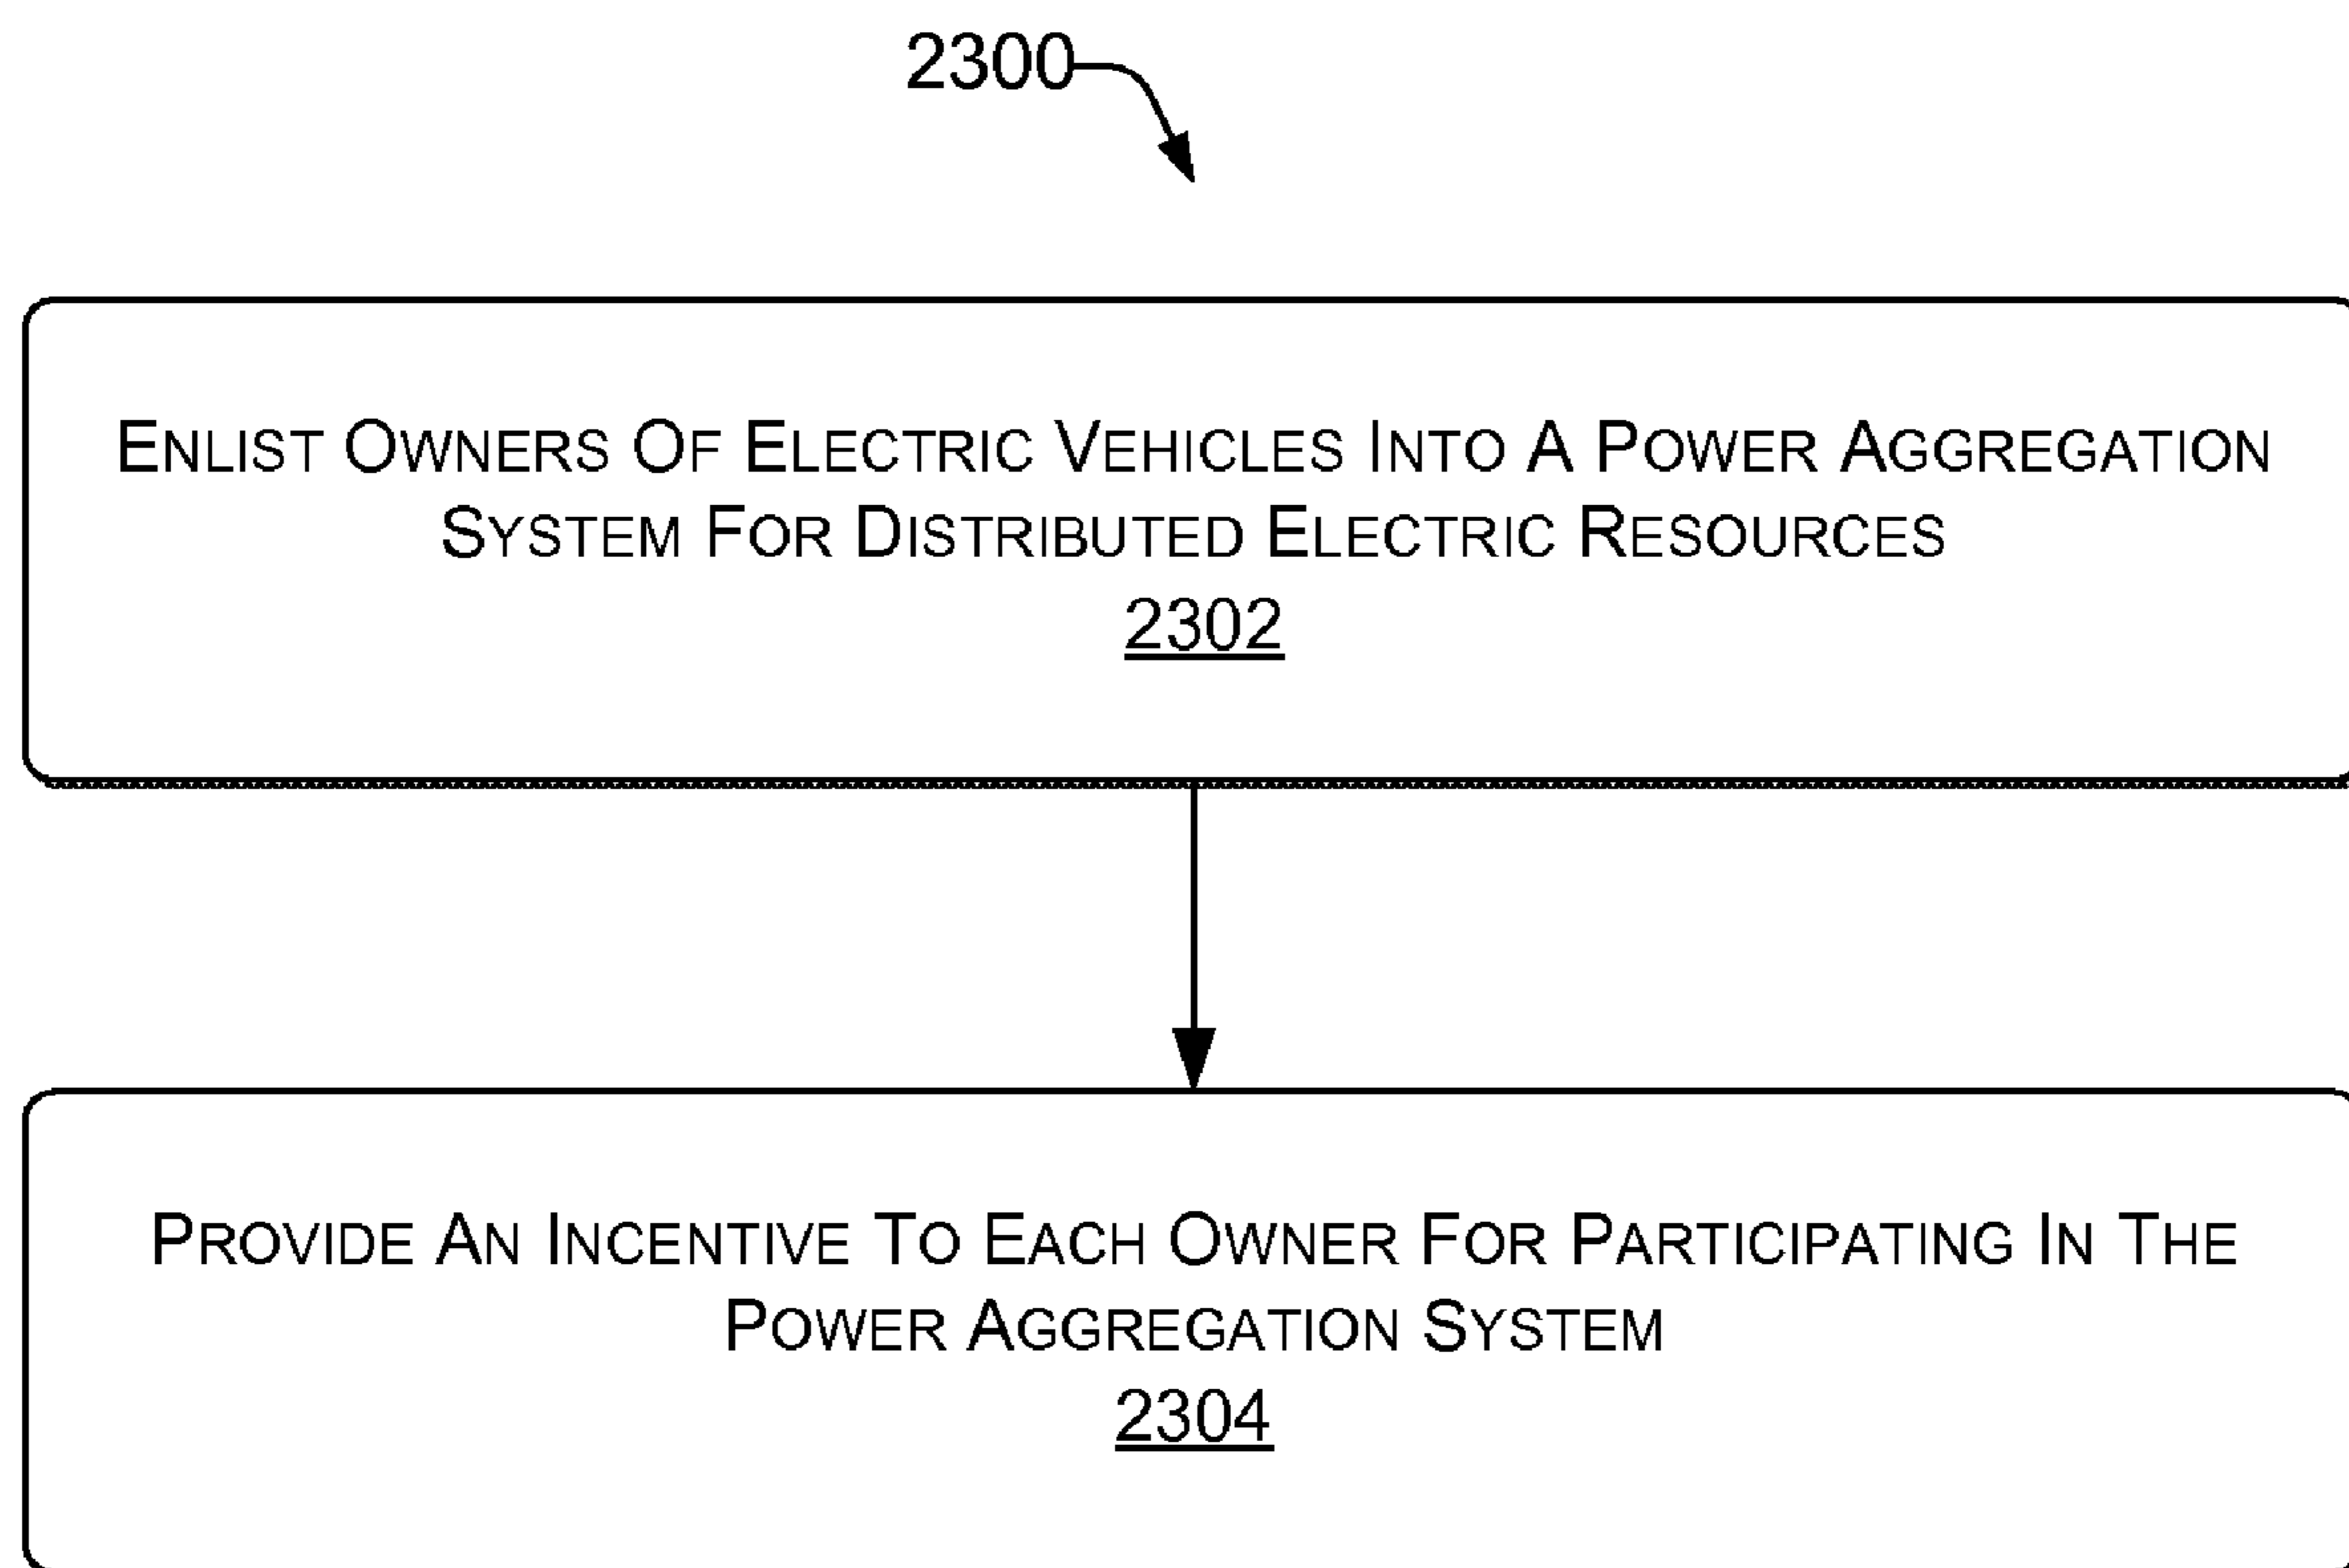 2300
Enlist Owners Of Electric Vehicles Into A Power Aggregation
System For Distributed Electric Resources
2302
Provide An Incentive To Each Owner For Participating In The
Power Aggregation System
2304